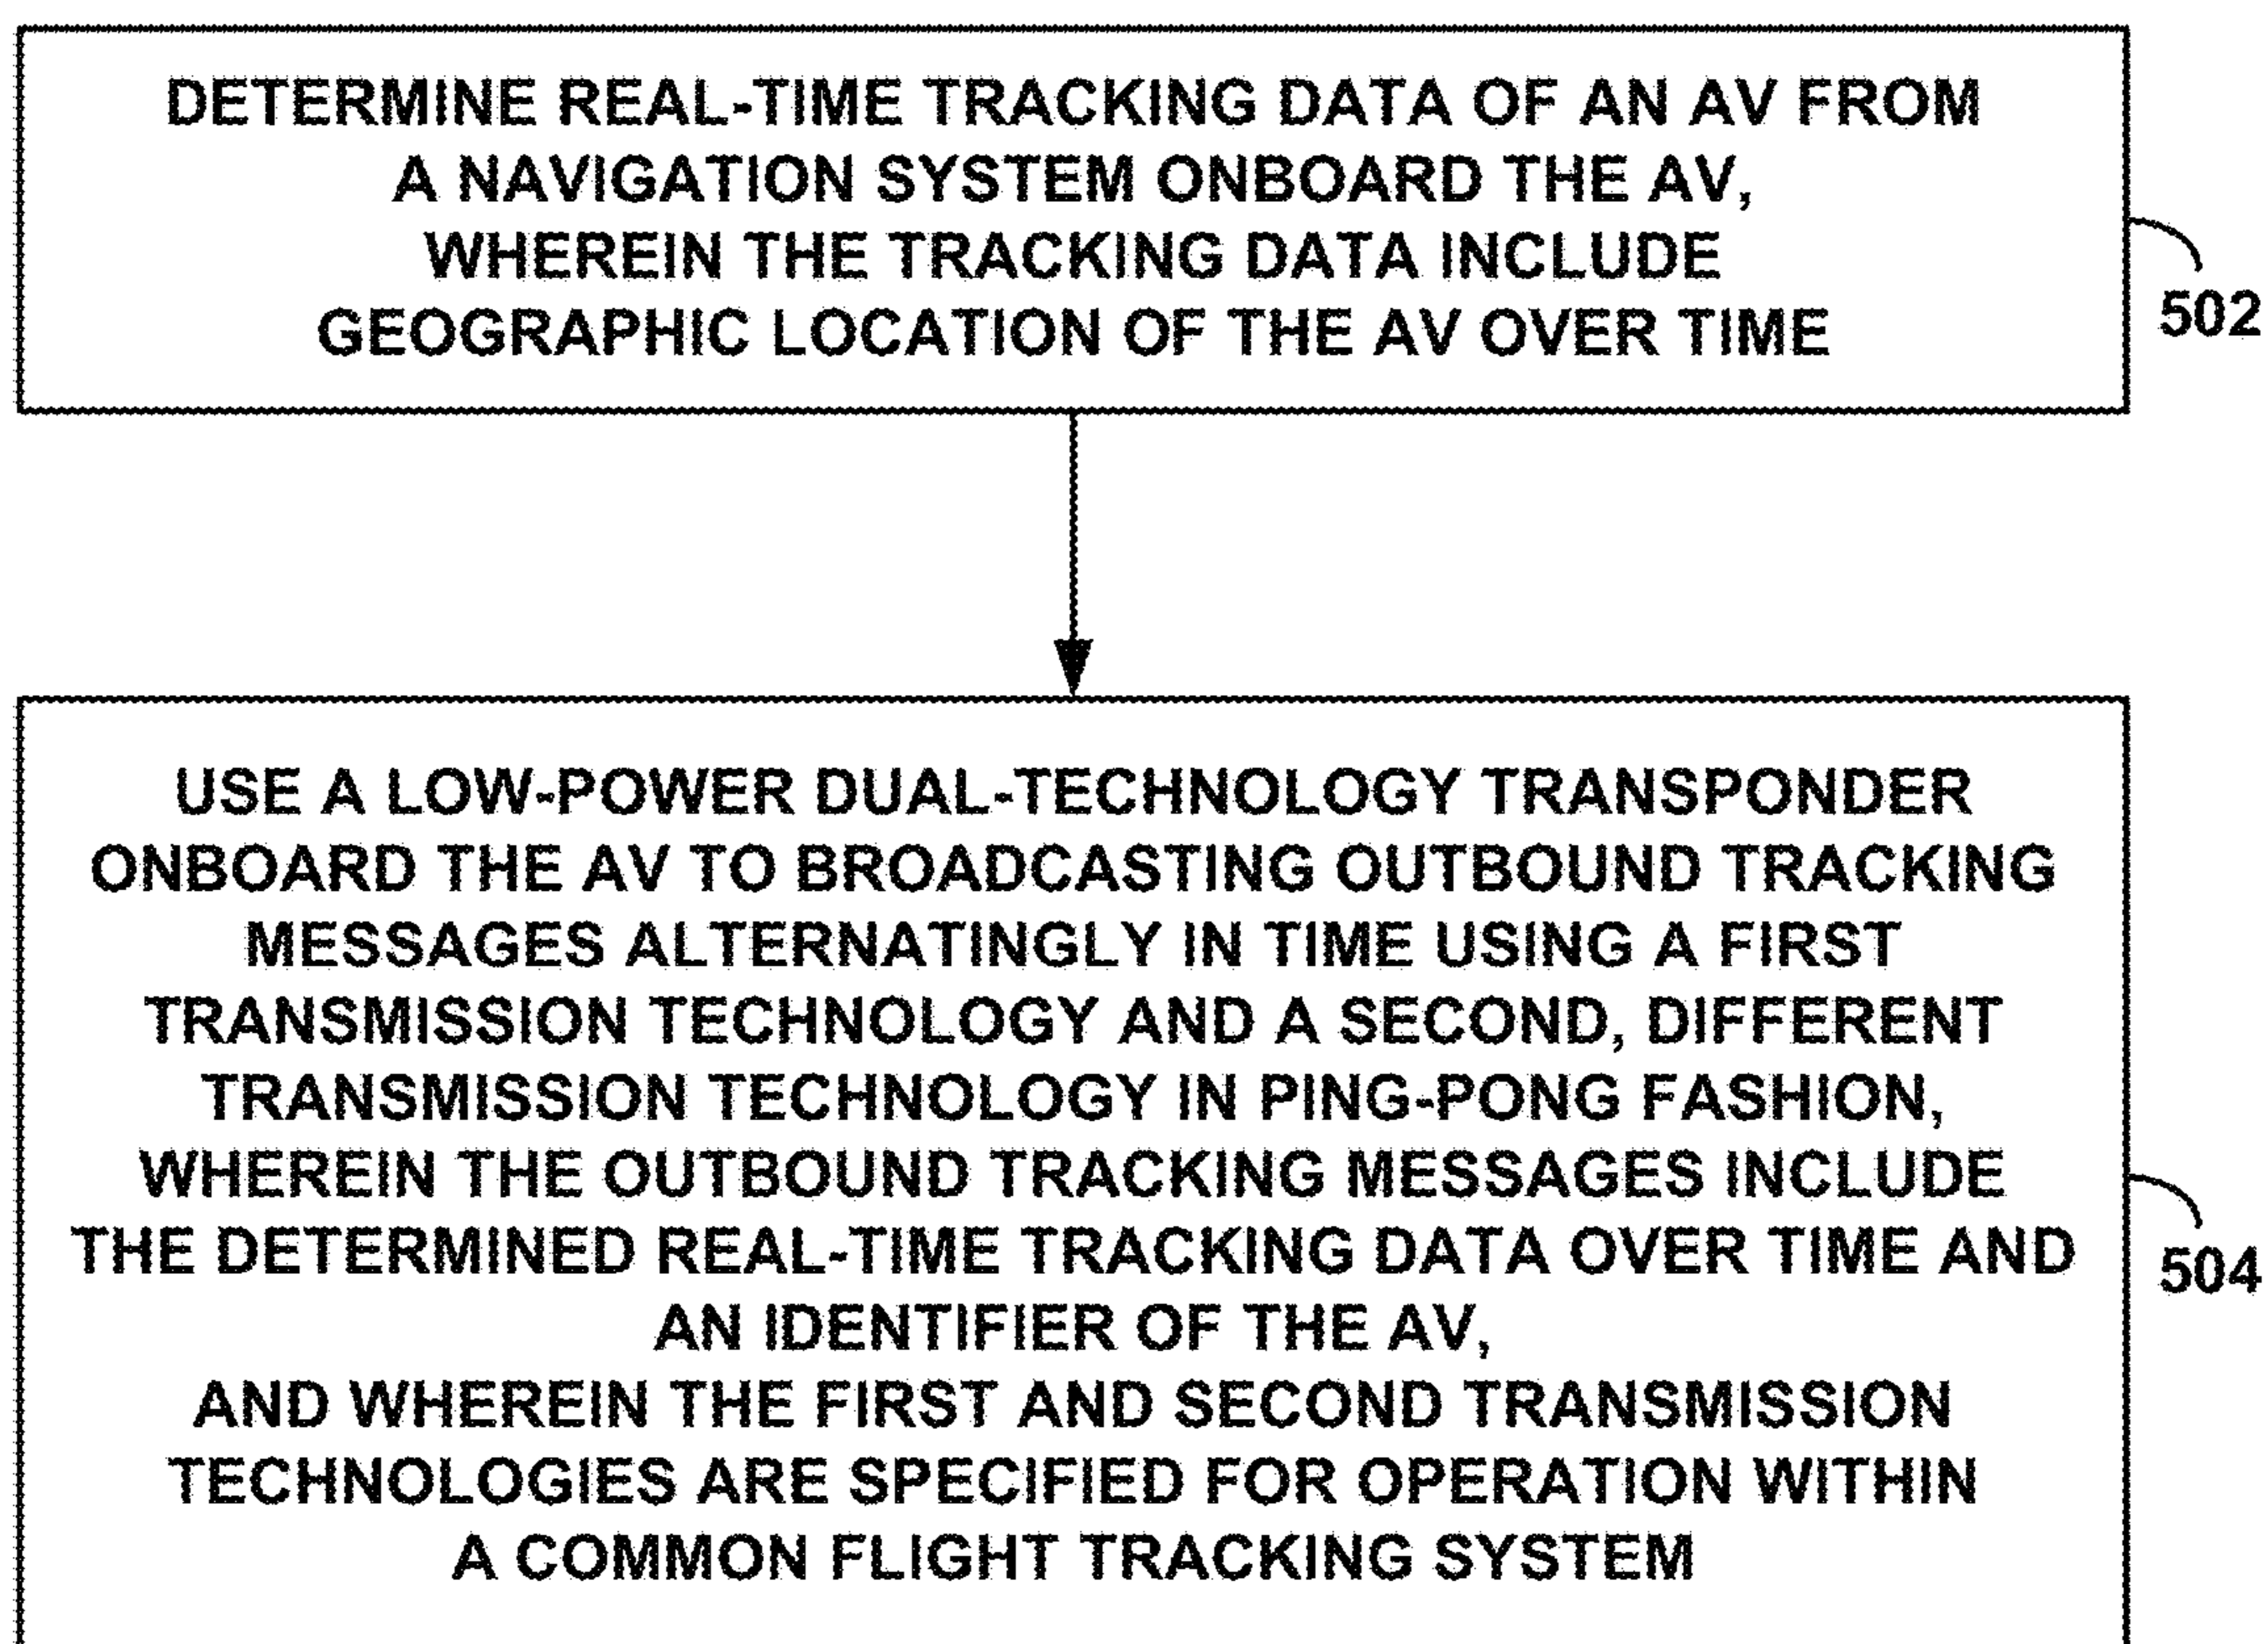 DETERMINE REAL-TIME TRACKING DATA OF AN AV FROM
A NAVIGATION SYSTEM ONBOARD THE AV,
WHEREIN THE TRACKING DATA INCLUDE
GEOGRAPHIC LOCATION OF THE AV OVER TIME
502
USE A LOW-POWER DUAL-TECHNOLOGY TRANSPONDER
ONBOARD THE AV TO BROADCASTING OUTBOUND TRACKING
MESSAGES ALTERNATINGLY IN TIME USING A FIRST
TRANSMISSION TECHNOLOGY AND A SECOND, DIFFERENT
TRANSMISSION TECHNOLOGY IN PING-PONG FASHION,
WHEREIN THE OUTBOUND TRACKING MESSAGES INCLUDE
THE DETERMINED REAL-TIME TRACKING DATA OVER TIME AND
AN IDENTIFIER OF THE AV,
AND WHEREIN THE FIRST AND SECOND TRANSMISSION
TECHNOLOGIES ARE SPECIFIED FOR OPERATION WITHIN
A COMMON FLIGHT TRACKING SYSTEM
504